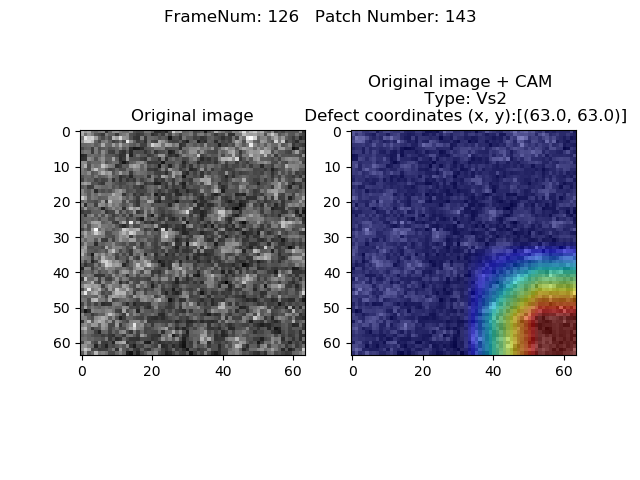 FrameNum: 126   Patch Number: 143
Original image
Original image + CAM
Type: Vs2
Defect coordinates (x, y):[(63.0, 63.0)]
0
10
20
30
40
50
60
0 20 40 60
0
10
20
30
40
50
60
0 20 40 60